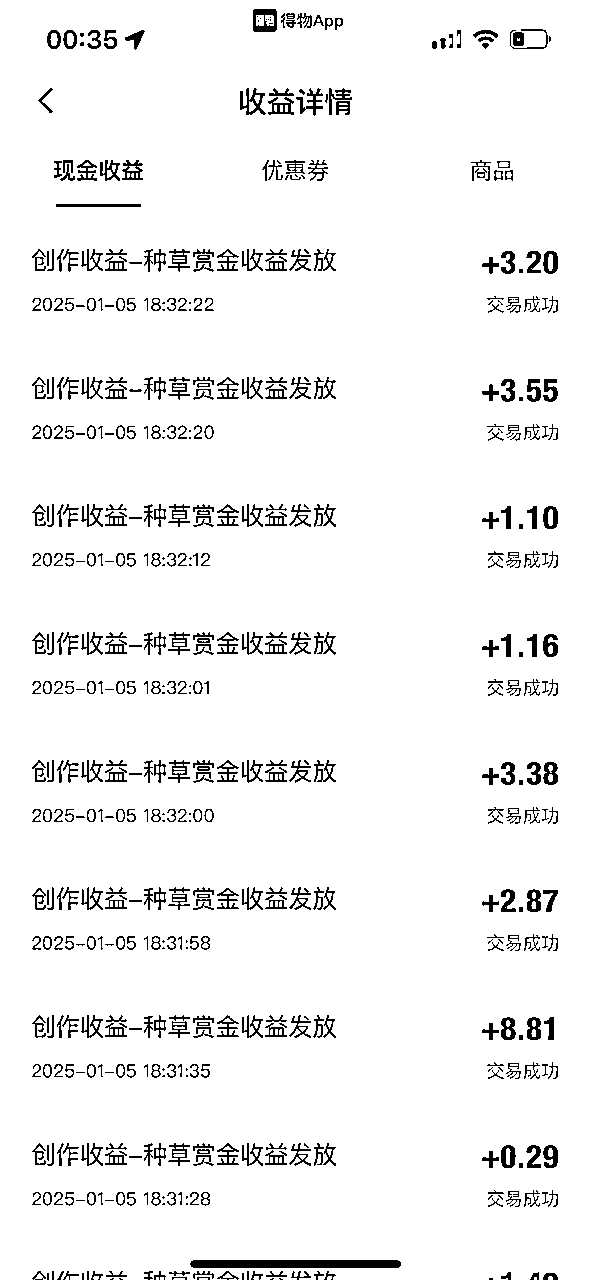 得物App
00:35
收益详情
现金收益 优惠券 商品
创作收益-种草赏金收益发放 +3.20
2025-01-05 18:32:22 交易成功
创作收益-种草赏金收益发放 +3.55
2025-01-05 18:32:20 交易成功
创作收益-种草赏金收益发放 +1.10
2025-01-05 18:32:12 交易成功
创作收益-种草赏金收益发放 +1.16
2025-01-05 18:32:01 交易成功
创作收益-种草赏金收益发放 +3.38
2025-01-05 18:32:00 交易成功
创作收益-种草赏金收益发放 +2.87
2025-01-05 18:31:58 交易成功
创作收益-种草赏金收益发放 +8.81
2025-01-05 18:31:35 交易成功
创作收益-种草赏金收益发放 +0.29
2025-01-05 18:31:28 交易成功